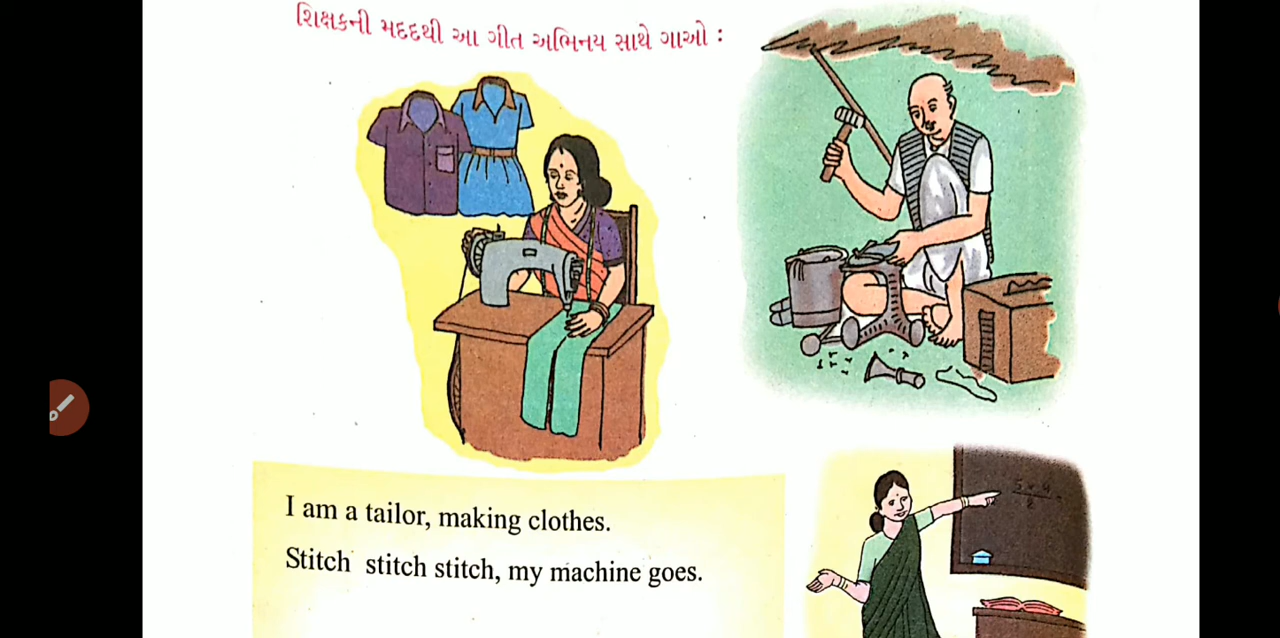 શિક્ષકની મદદથી આ ગીત અભિનય સાથે ગાઓ :
I am a tailor, making clothes.
Stitch stitch stitch, my machine goes.